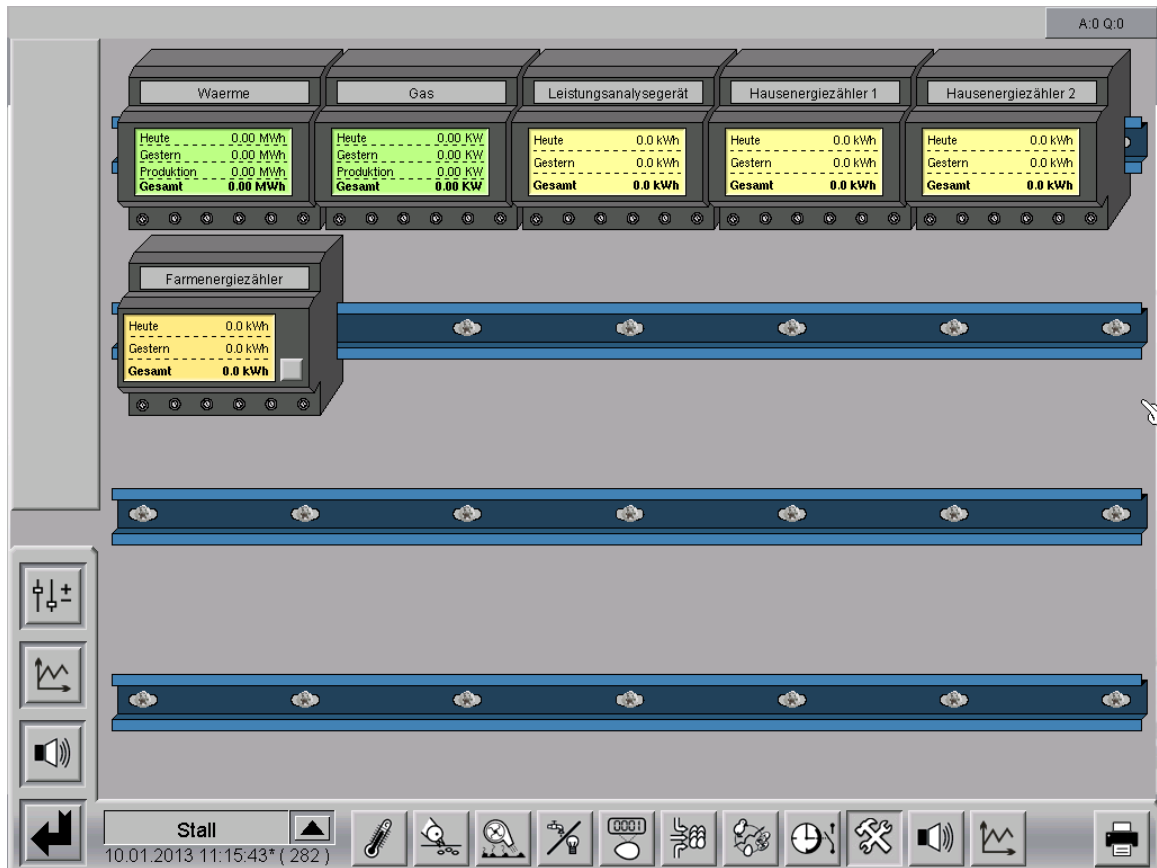 A:0 Q:0
Waerme
Heute 0.00 MWh
Gestern 0.00 MWh
Produktion 0.00 MWh
Gesamt 0.00 MWh
Gas
Heute 0.00 KW
Gestern 0.00 KW
Produktion 0.00 KW
Gesamt 0.00 KW
Leistungsanalysegerät
Heute 0.0 kWh
Gestern 0.0 kWh
Gesamt 0.0 kWh
Hausenergiezähler 1
Heute 0.0 kWh
Gestern 0.0 kWh
Gesamt 0.0 kWh
Hausenergiezähler 2
Heute 0.0 kWh
Gestern 0.0 kWh
Gesamt 0.0 kWh
Farmenergiezähler
Heute 0.0 kWh
Gestern 0.0 kWh
Gesamt 0.0 kWh
Stall
10.01.2013 11:15:43* ( 282 )
0001